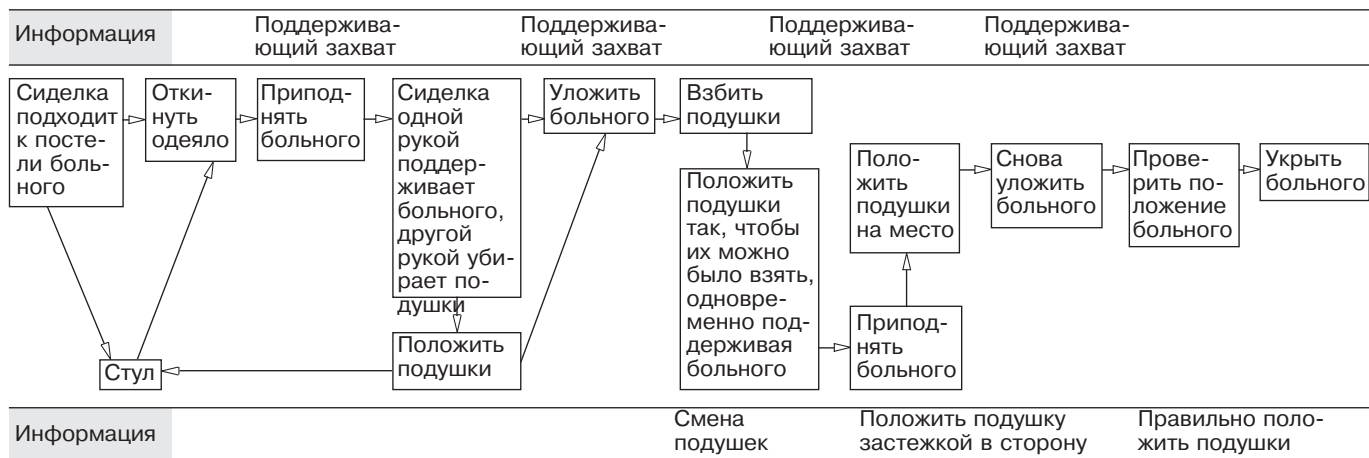 Информация
Поддержива-
ющий захват
Поддержива-
ющий захват
Поддержива-
ющий захват
Поддержива-
ющий захват
Сиделка
подходит
к посте-
ли боль-
ного
Отки-
нуть
одеяло
Припод-
нять
больного
Сиделка
одной
рукой
поддер-
живает
больного,
другой
рукой уби-
рает по-
душки
Уложить
больного
Взбить
подушки
Положить
подушки
так, чтобы
их можно
было взять,
одновре-
менно под-
держивая
больного
Поло-
жить
подушки
на место
Снова
уложить
больного
Прове-
рить по-
ложение
больного
Укрыть
больного
Стул
Положить
подушки
Припод-
нять
больного
Информация
Смена
подушек
Положить подушку
застежкой в сторону
Правильно поло-
жить подушки